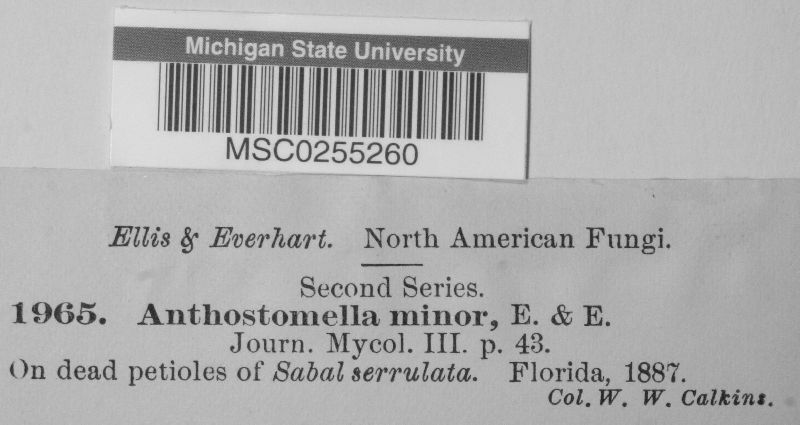 Michigan State University
MSC0255260
Ellis & Everhart. North American Fungi.
Second Series.
1965. Anthostomella minor, E. & E.
Journ. Mycol. III. p. 43.
On dead petioles of Sabal serrulata. Florida, 1887.
Col. W. W. Calkins.